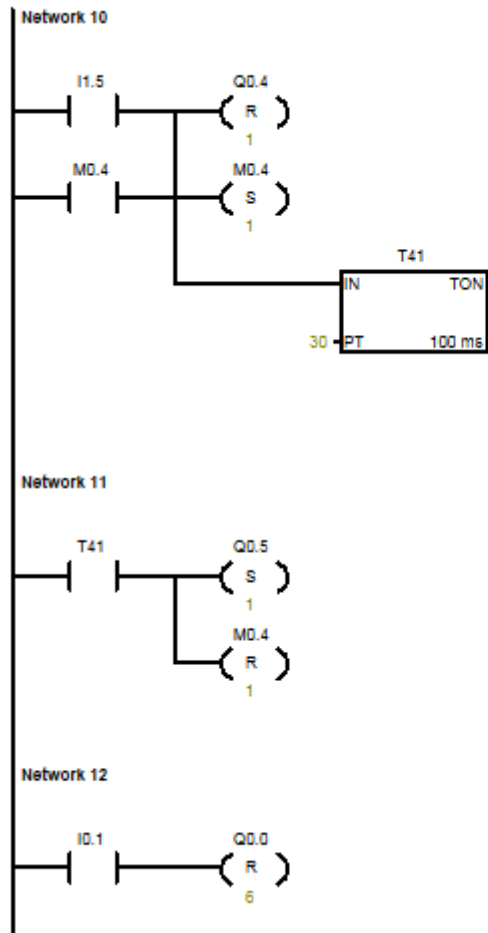 Network 10
I1.5 Q0.4
R
1
M0.4 M0.4
S
1
T41
IN TON
30 PT 100 ms
Network 11
T41 Q0.5
S
1
M0.4
R
1
Network 12
I0.1 Q0.0
R
6